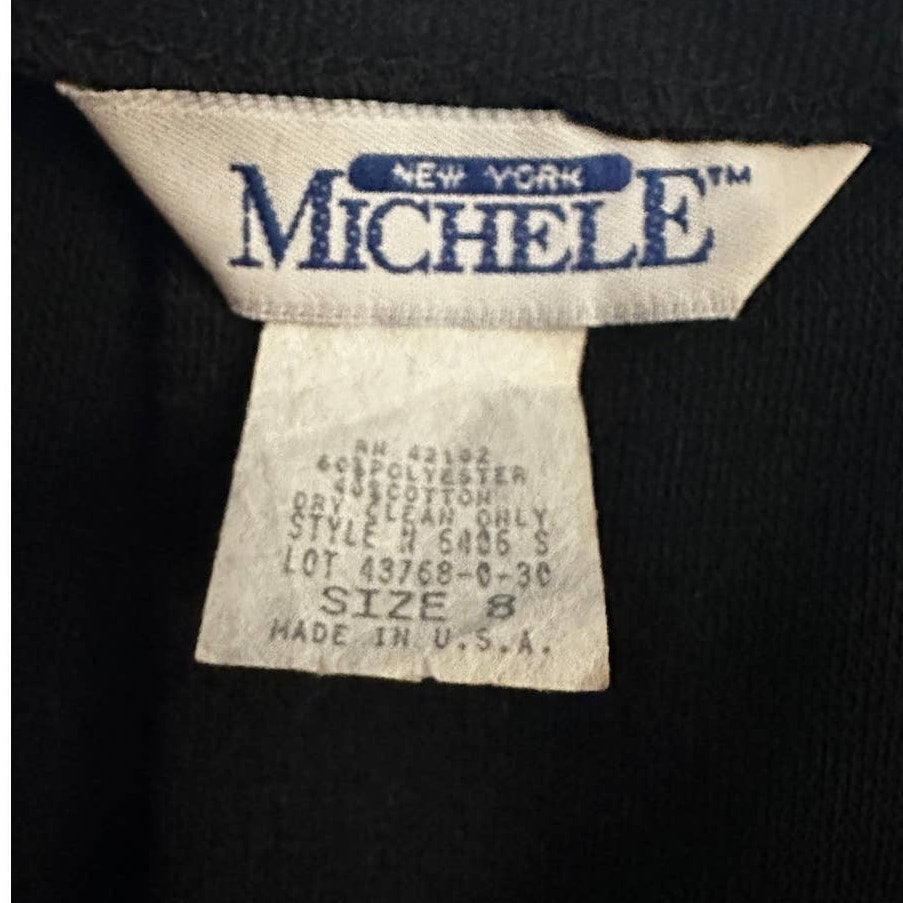 NEW YORK
MICHELE™
RN 43102
60%POLYESTER
40%COTTON
DRY CLEAN ONLY
STYLE N 5406 S
LOT 43768-0-30
SIZE 8
MADE IN U.S.A.